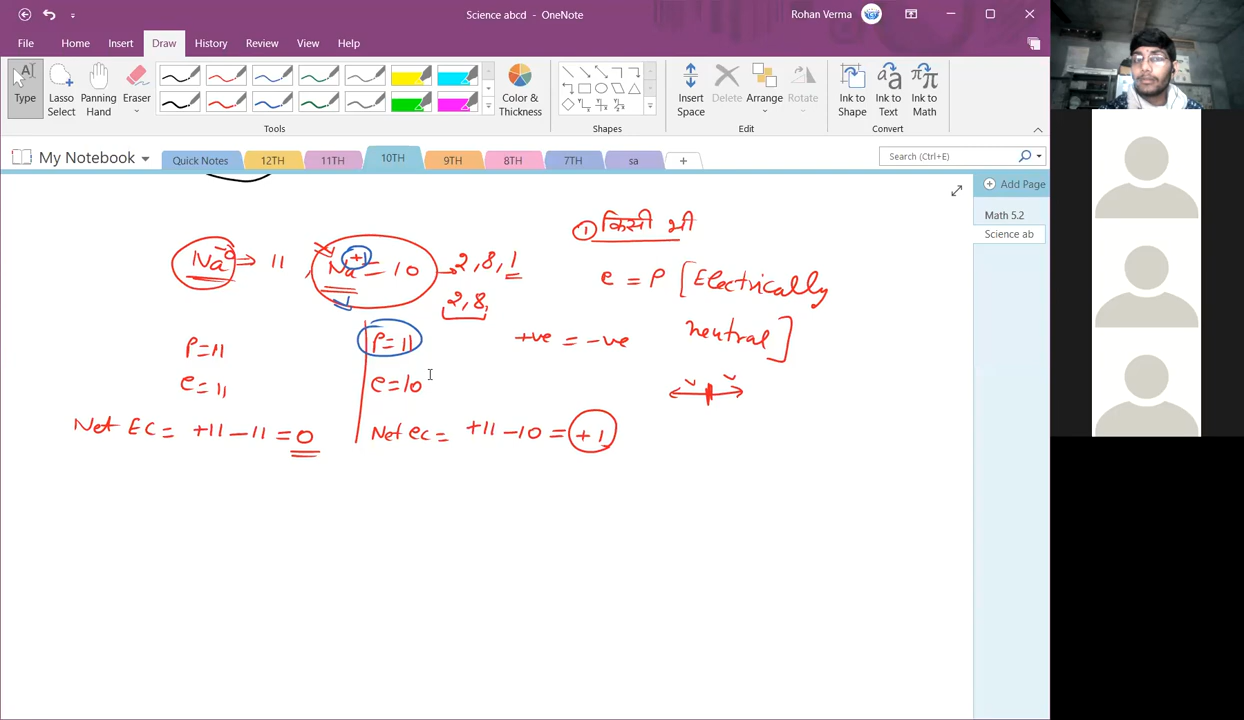 Science abcd - OneNote
Rohan Verma
File Home Insert Draw History Review View Help
Type
Lasso Select
Panning Hand
Eraser
Color & Thickness
Insert Space
Delete
Arrange
Rotate
Ink to Shape
Ink to Text
Ink to Math
Tools
Shapes
Edit
Convert
My Notebook
Quick Notes 12TH 11TH 10TH 9TH 8TH 7TH sa +
Search (Ctrl+E)
Add Page
Math 5.2
Science ab
① किसी भी
Na → 11 , Na+1 = 10 → 2,8,1
2,8,
e = P [Electrically
neutral]
+ve = -ve
P=11
e=11
Net EC = +11 -11 = 0
P=11
e=10
Net ec = +11 -10 = +1